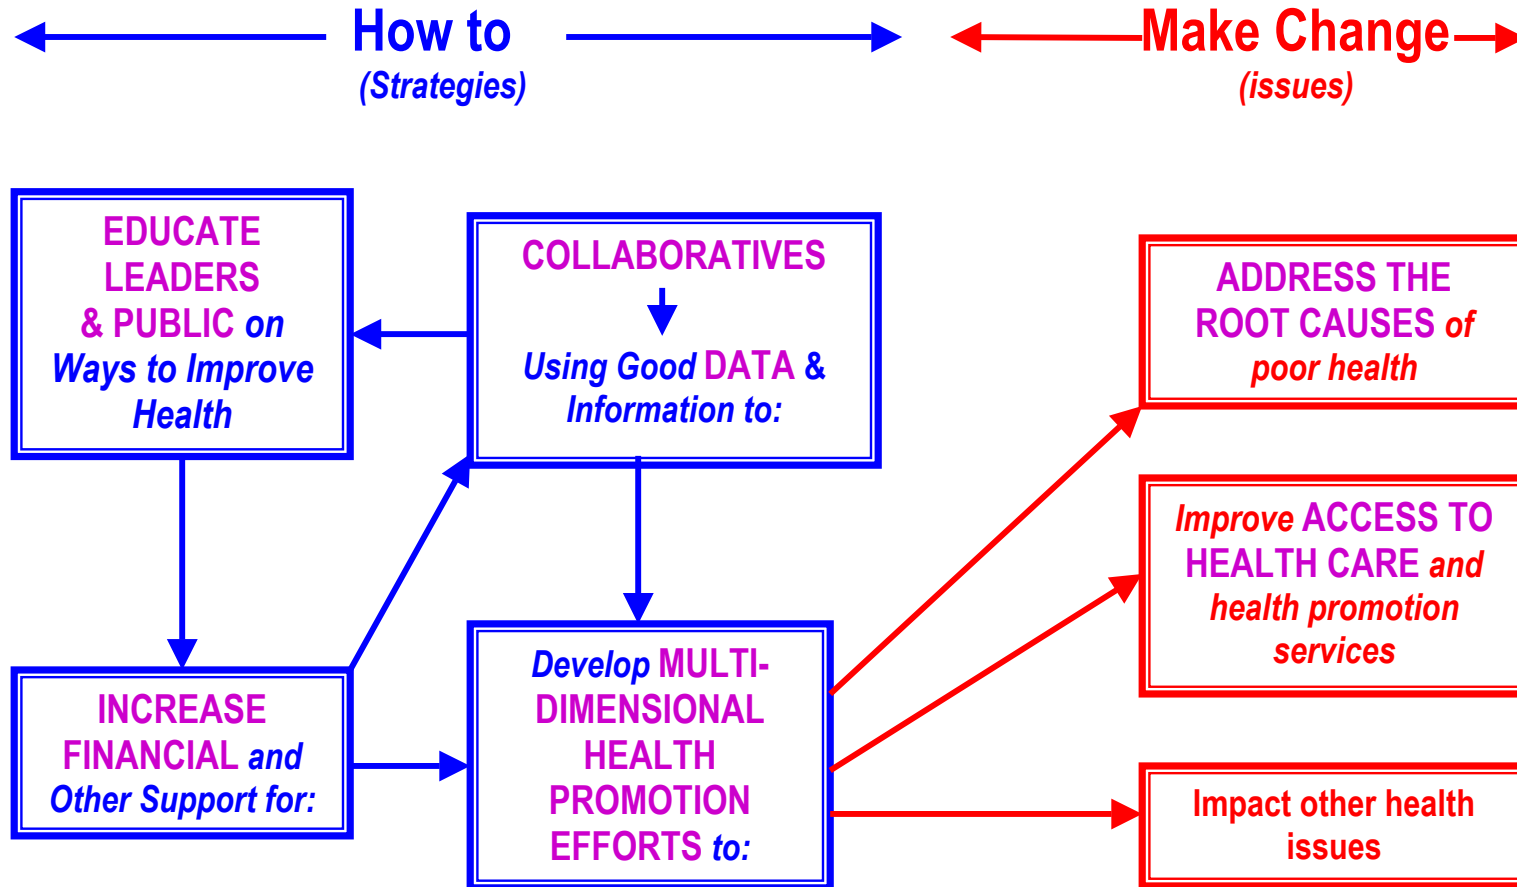 How to
(Strategies)
Make Change
(issues)
EDUCATE
LEADERS
& PUBLIC on
Ways to Improve
Health
COLLABORATIVES
Using Good DATA &
Information to:
INCREASE
FINANCIAL and
Other Support for:
Develop MULTI-
DIMENSIONAL
HEALTH
PROMOTION
EFFORTS to:
ADDRESS THE
ROOT CAUSES of
poor health
Improve ACCESS TO
HEALTH CARE and
health promotion
services
Impact other health
issues